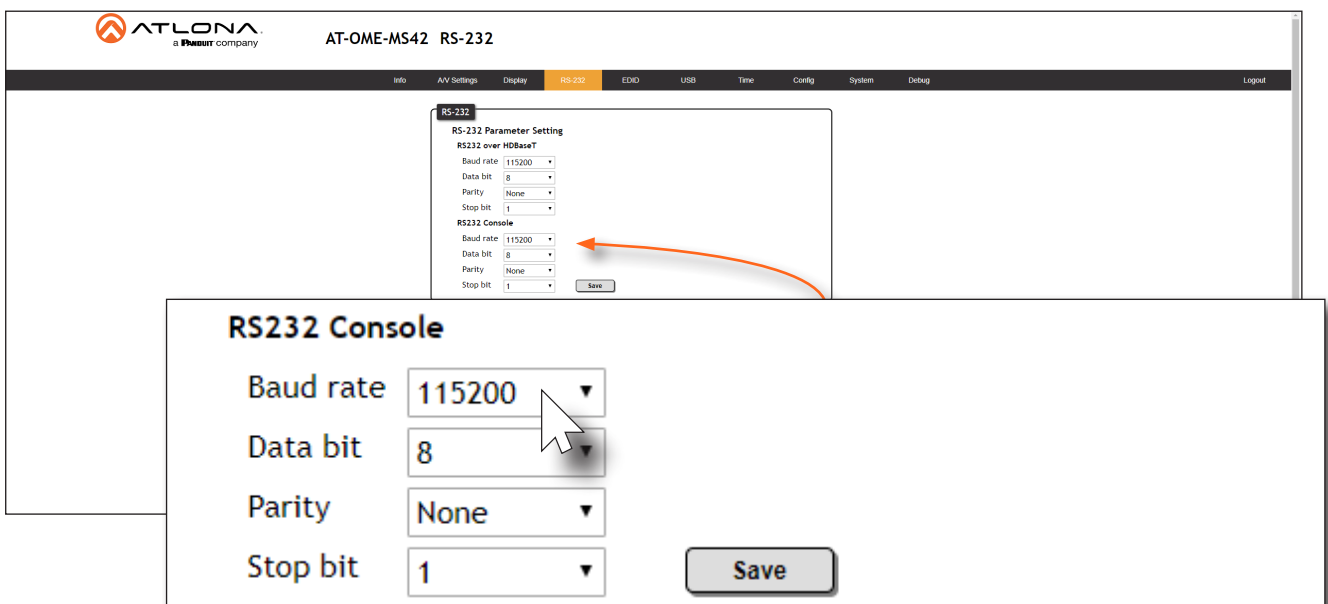 ATLONA.
a PANDUIT company
AT-OME-MS42 RS-232
Info A/V Settings Display RS-232 EDID USB Time Config System Debug Logout
RS-232
RS-232 Parameter Setting
RS232 over HDBaseT
Baud rate 115200
Data bit 8
Parity None
Stop bit 1
RS232 Console
Baud rate 115200
Data bit 8
Parity None
Stop bit 1 Save
RS232 Console
Baud rate 115200
Data bit 8
Parity None
Stop bit 1 Save